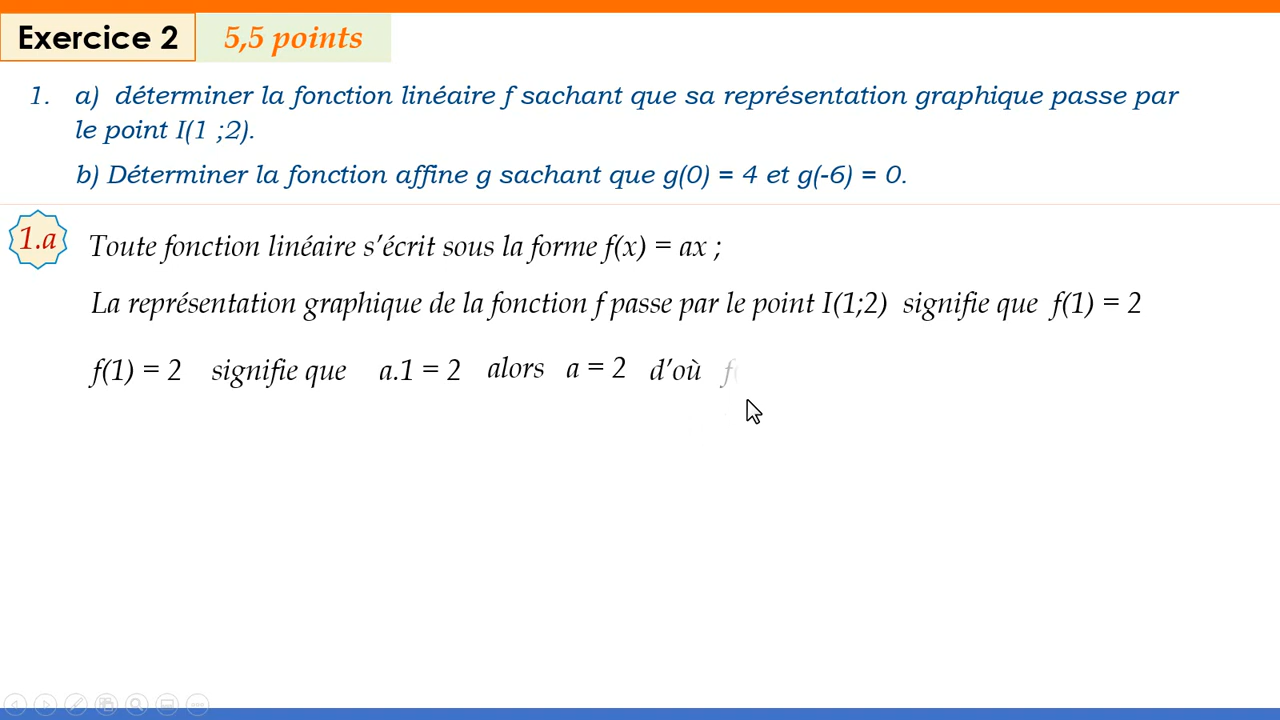 Exercice 2
5,5 points
1. a) déterminer la fonction linéaire f sachant que sa représentation graphique passe par
le point I(1 ;2).
b) Déterminer la fonction affine g sachant que g(0) = 4 et g(-6) = 0.
1.a
Toute fonction linéaire s’écrit sous la forme f(x) = ax ;
La représentation graphique de la fonction f passe par le point I(1;2) signifie que f(1) = 2
f(1) = 2 signifie que a.1 = 2 alors a = 2 d’où f(